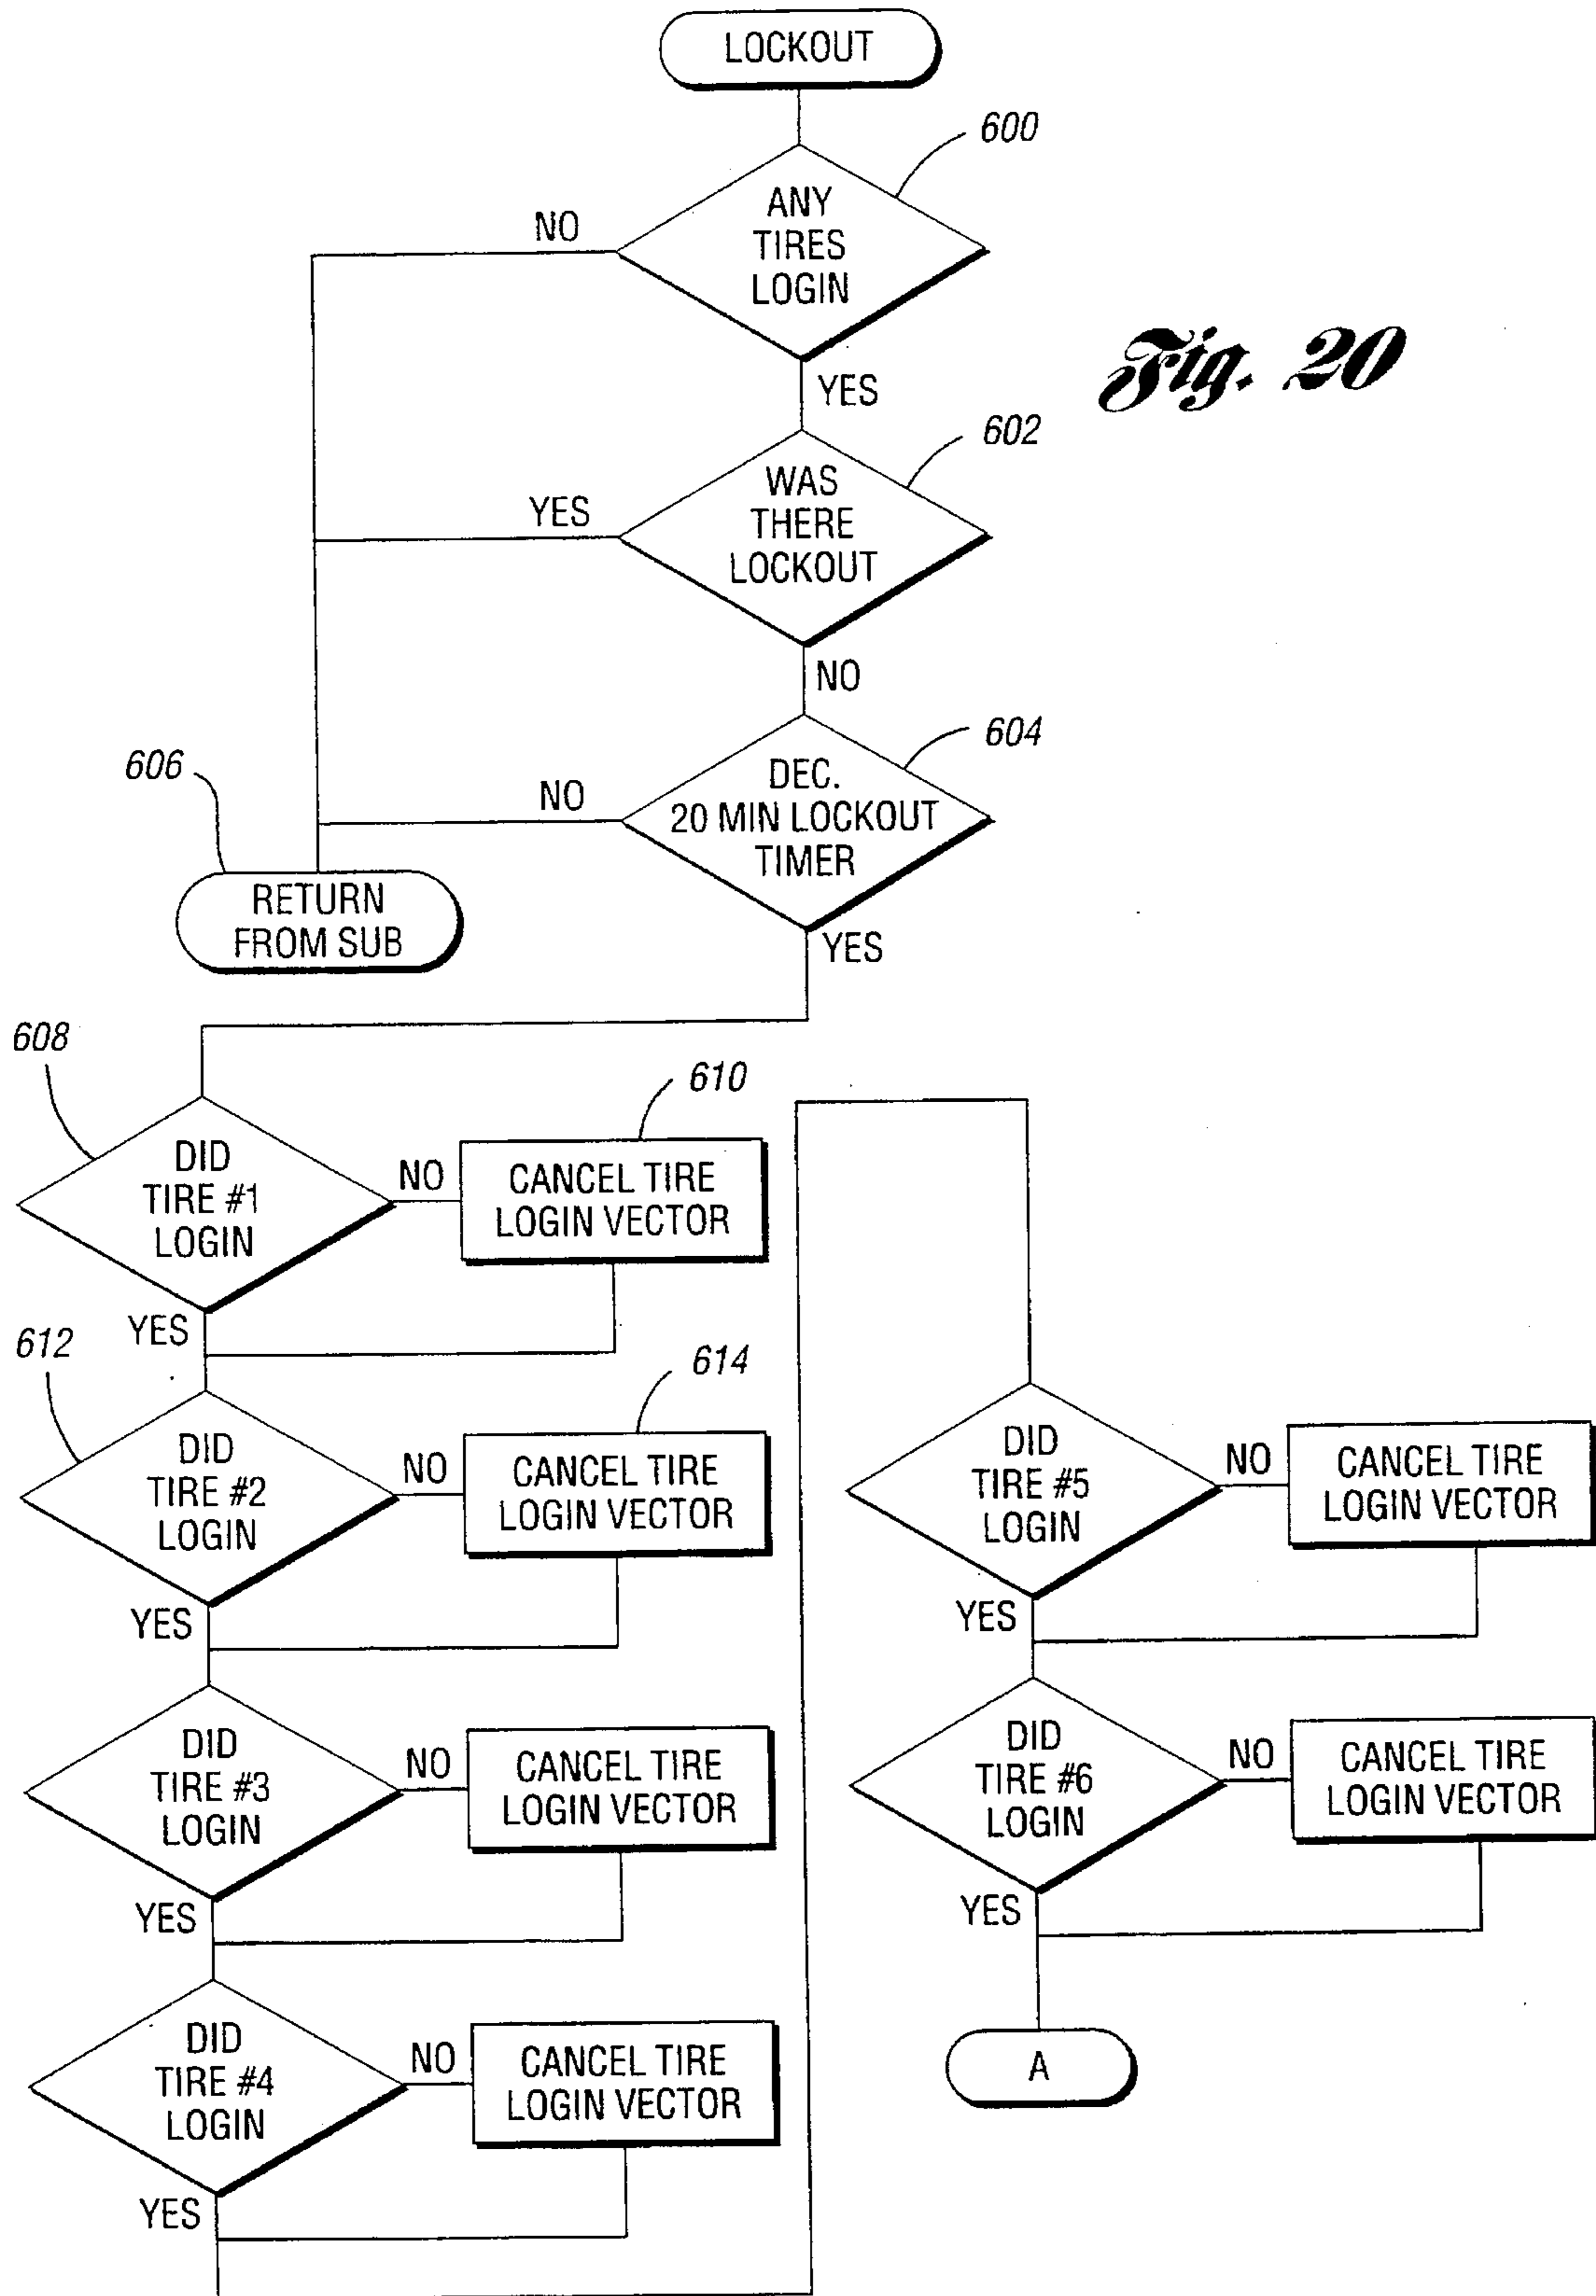 LOCKOUT
600
ANY
TIRES
LOGIN
NO
YES
Fig. 20
602
WAS
THERE
LOCKOUT
YES
NO
604
DEC.
20 MIN LOCKOUT
TIMER
NO
YES
606
RETURN
FROM SUB
608
DID
TIRE #1
LOGIN
NO
610
CANCEL TIRE
LOGIN VECTOR
YES
612
DID
TIRE #2
LOGIN
NO
614
CANCEL TIRE
LOGIN VECTOR
YES
DID
TIRE #3
LOGIN
NO
CANCEL TIRE
LOGIN VECTOR
YES
DID
TIRE #4
LOGIN
NO
CANCEL TIRE
LOGIN VECTOR
YES
DID
TIRE #5
LOGIN
NO
CANCEL TIRE
LOGIN VECTOR
YES
DID
TIRE #6
LOGIN
NO
CANCEL TIRE
LOGIN VECTOR
YES
A